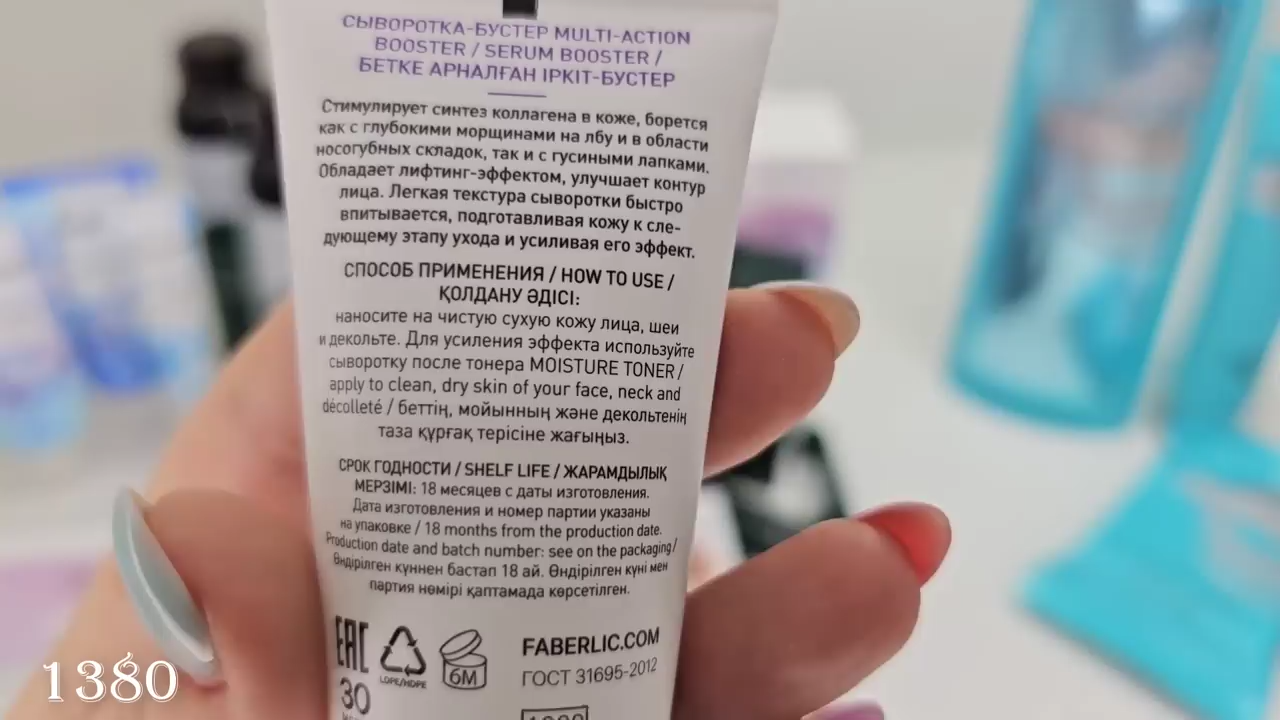 СЫВОРОТКА-БУСТЕР MULTI-ACTION
BOOSTER / SERUM BOOSTER /
БЕТКЕ АРНАЛҒАН ІРКІТ-БУСТЕР
Стимулирует синтез коллагена в коже, борется
как с глубокими морщинами на лбу и в области
носогубных складок, так и с гусиными лапками.
Обладает лифтинг-эффектом, улучшает контур
лица. Легкая текстура сыворотки быстро
впитывается, подготавливая кожу к сле-
дующему этапу ухода и усиливая его эффект.
СПОСОБ ПРИМЕНЕНИЯ / HOW TO USE /
ҚОЛДАНУ ӘДІСІ:
наносите на чистую сухую кожу лица, шеи
и декольте. Для усиления эффекта используйте
сыворотку после тонера MOISTURE TONER /
apply to clean, dry skin of your face, neck and
décolleté / беттің, мойынның және декольтенің
таза құрғақ терісіне жағыңыз.
СРОК ГОДНОСТИ / SHELF LIFE / ЖАРАМДЫЛЫҚ
МЕРЗІМІ: 18 месяцев с даты изготовления.
Дата изготовления и номер партии указаны
на упаковке / 18 months from the production date.
Production date and batch number: see on the packaging /
Өндірілген күннен бастап 18 ай. Өндірілген күні мен
партия нөмірі қаптамада көрсетілген.
EAC
LDPE/HDPE
6M
FABERLIC.COM
ГОСТ 31695-2012
30
1380